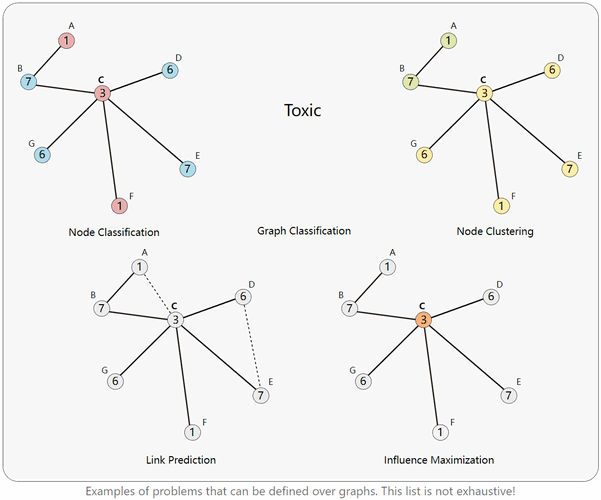 A
1
B
7
C
3
D
6
G
6
E
7
F
1
Node Classification
Toxic
Graph Classification
A
1
B
7
C
3
D
6
G
6
E
7
F
1
Node Clustering
A
1
B
7
C
3
D
6
G
6
E
7
F
1
Link Prediction
A
1
B
7
C
3
D
6
G
6
E
7
F
1
Influence Maximization
Examples of problems that can be defined over graphs. This list is not exhaustive!